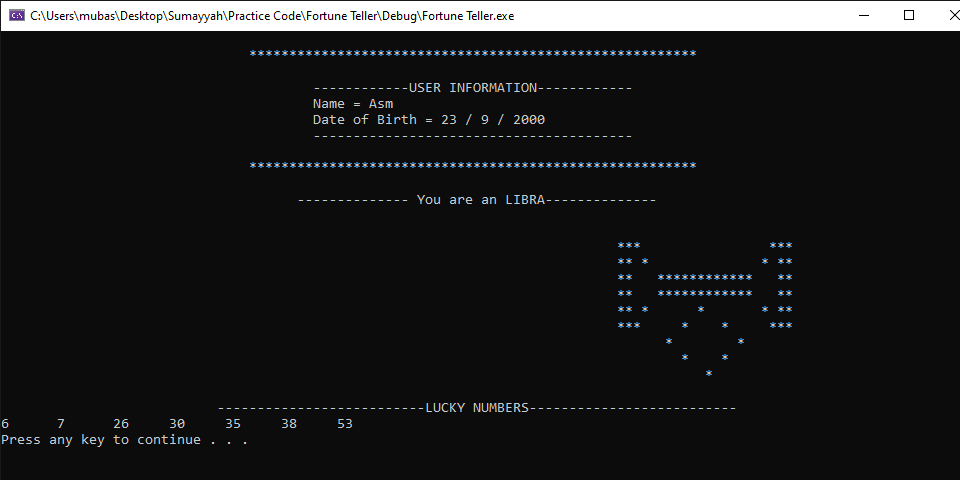 C:\Users\mubas\Desktop\Sumayyah\Practice Code\Fortune Teller\Debug\Fortune Teller.exe
********************************************************
------------USER INFORMATION------------
Name = Asm
Date of Birth = 23 / 9 / 2000
----------------------------------------
********************************************************
-------------- You are an LIBRA--------------
***                ***
** *              * **
**   ************   **
**   ************   **
** *      *       * **
***     *    *     ***
*        *
*    *
*
--------------------------LUCKY NUMBERS--------------------------
6      7      26     30     35     38     53
Press any key to continue . . .